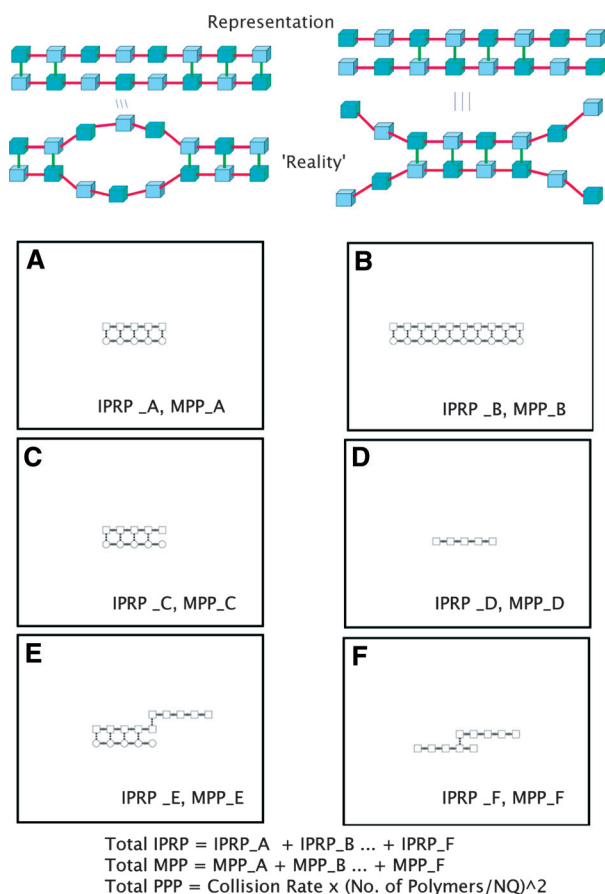 Representation
'Reality'
A
IPRP _A, MPP_A
B
IPRP _B, MPP_B
C
IPRP _C, MPP_C
D
IPRP _D, MPP_D
E
IPRP _E, MPP_E
F
IPRP _F, MPP_F
Total IPRP = IPRP_A + IPRP_B ... + IPRP_F
Total MPP = MPP_A + MPP_B ... + MPP_F
Total PPP = Collision Rate x (No. of Polymers/NQ)^2